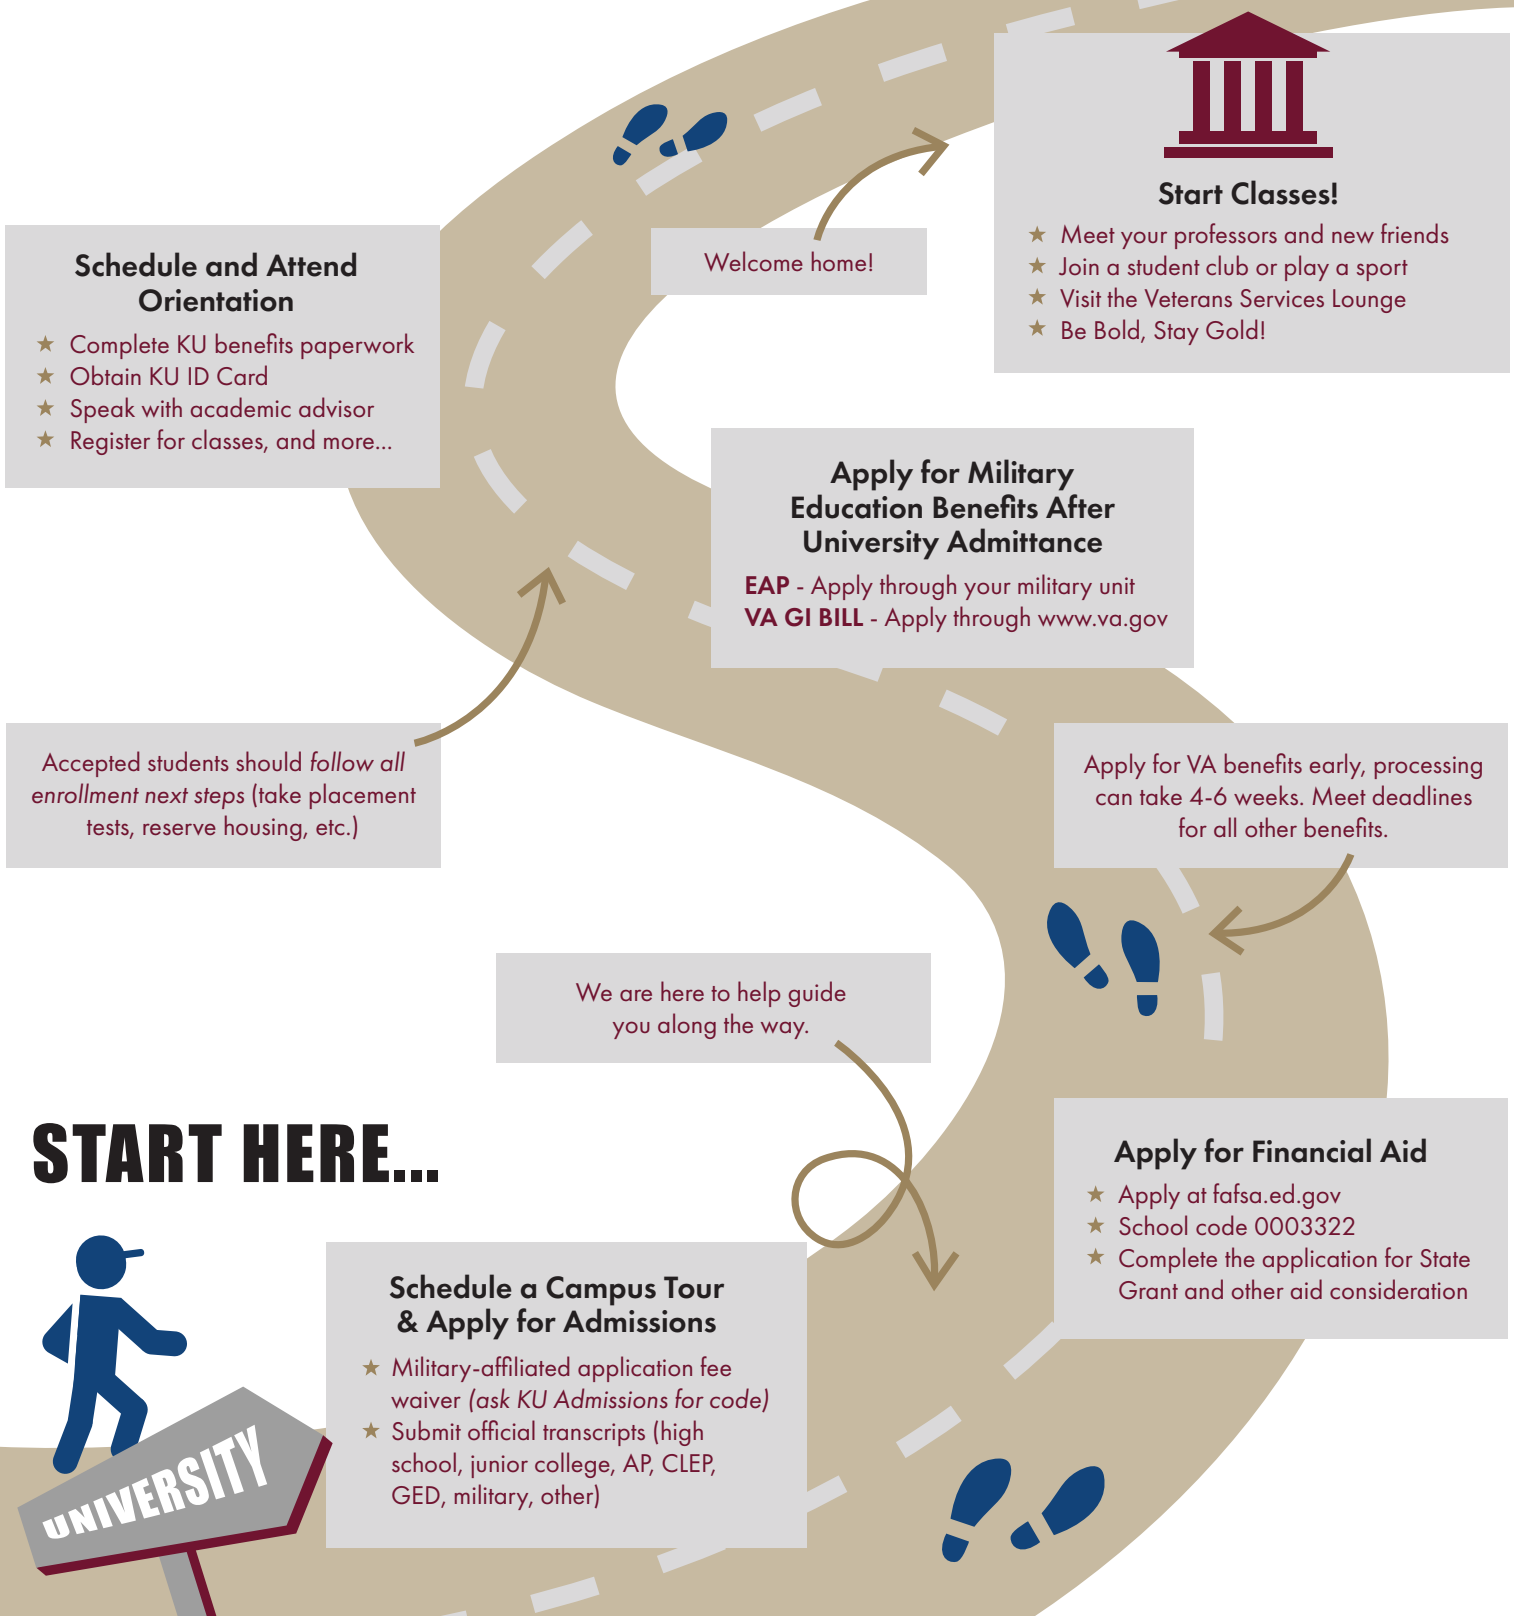 Start Classes!
★ Meet your professors and new friends
★ Join a student club or play a sport
★ Visit the Veterans Services Lounge
★ Be Bold, Stay Gold!
Welcome home!
Schedule and Attend
Orientation
★ Complete KU benefits paperwork
★ Obtain KU ID Card
★ Speak with academic advisor
★ Register for classes, and more...
Apply for Military
Education Benefits After
University Admittance
EAP - Apply through your military unit
VA GI BILL - Apply through www.va.gov
Accepted students should follow all
enrollment next steps (take placement
tests, reserve housing, etc.)
Apply for VA benefits early, processing
can take 4-6 weeks. Meet deadlines
for all other benefits.
We are here to help guide
you along the way.
START HERE...
Apply for Financial Aid
★ Apply at fafsa.ed.gov
★ School code 0003322
★ Complete the application for State
Grant and other aid consideration
Schedule a Campus Tour
& Apply for Admissions
★ Military-affiliated application fee
waiver (ask KU Admissions for code)
★ Submit official transcripts (high
school, junior college, AP, CLEP,
GED, military, other)
UNIVERSITY